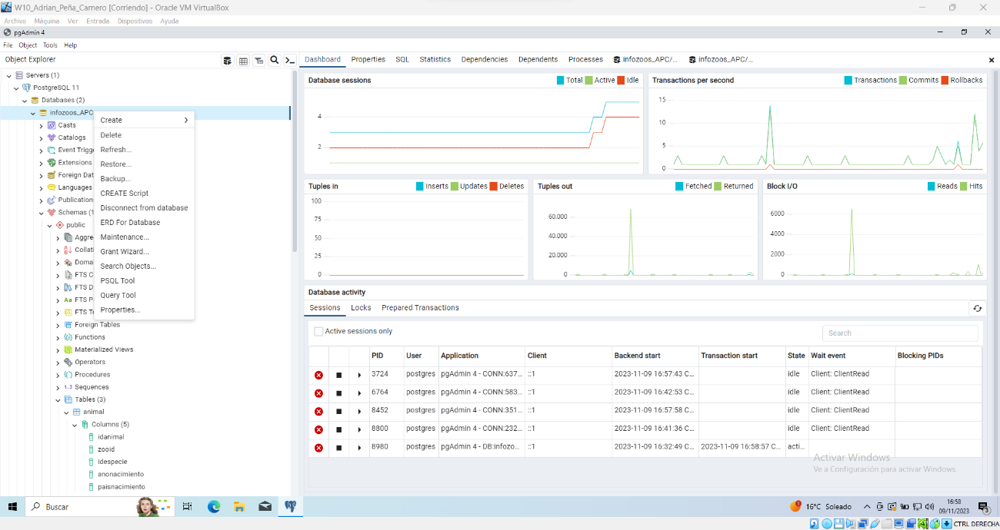 W10_Adrian_Peña_Carnero [Corriendo] - Oracle VM VirtualBox
Archivo Máquina Ver Entrada Dispositivos Ayuda
pgAdmin 4
File Object Tools Help
Object Explorer
Dashboard Properties SQL Statistics Dependencies Dependents Processes infozoos_APC/... infozoos_APC/...
Servers (1)
PostgreSQL 11
Databases (2)
infozoos_APC
Casts
Catalogs
Event Trigge
Extensions
Foreign Dat
Languages
Publication
Schemas (1
public
Aggre
Collati
Doma
FTS C
FTS D
FTS P
FTS Te
Foreign Tables
Functions
Materialized Views
Operators
Procedures
1..3 Sequences
Tables (3)
animal
Columns (5)
idanimal
zooid
idespecie
anonacimiento
paisnacimiento
Create
Delete
Refresh...
Restore...
Backup...
CREATE Script
Disconnect from database
ERD For Database
Maintenance...
Grant Wizard...
Search Objects...
PSQL Tool
Query Tool
Properties...
Database sessions Total Active Idle
4
2
Transactions per second Transactions Commits Rollbacks
15
10
5
0
Tuples in Inserts Updates Deletes
100
75
50
25
0
Tuples out Fetched Returned
60.000
40.000
20.000
0
Block I/O Reads Hits
6000
4000
2000
0
Database activity
Sessions Locks Prepared Transactions
Active sessions only Search
PID User Application Client Backend start Transaction start State Wait event Blocking PIDs
3724 postgres pgAdmin 4 - CONN:637... ::1 2023-11-09 16:57:43 C... idle Client: ClientRead
6764 postgres pgAdmin 4 - CONN:583... ::1 2023-11-09 16:42:53 C... idle Client: ClientRead
8452 postgres pgAdmin 4 - CONN:351... ::1 2023-11-09 16:57:58 C... idle Client: ClientRead
8800 postgres pgAdmin 4 - CONN:232... ::1 2023-11-09 16:41:36 C... idle Client: ClientRead
8980 postgres pgAdmin 4 - DB:infozo... ::1 2023-11-09 16:32:49 C... 2023-11-09 16:58:57 C... acti...
Activar Windows
Ve a Configuración para activar Windows.
Buscar
1 16°C Soleado
16:58
09/11/2023
3
CTRL DERECHA